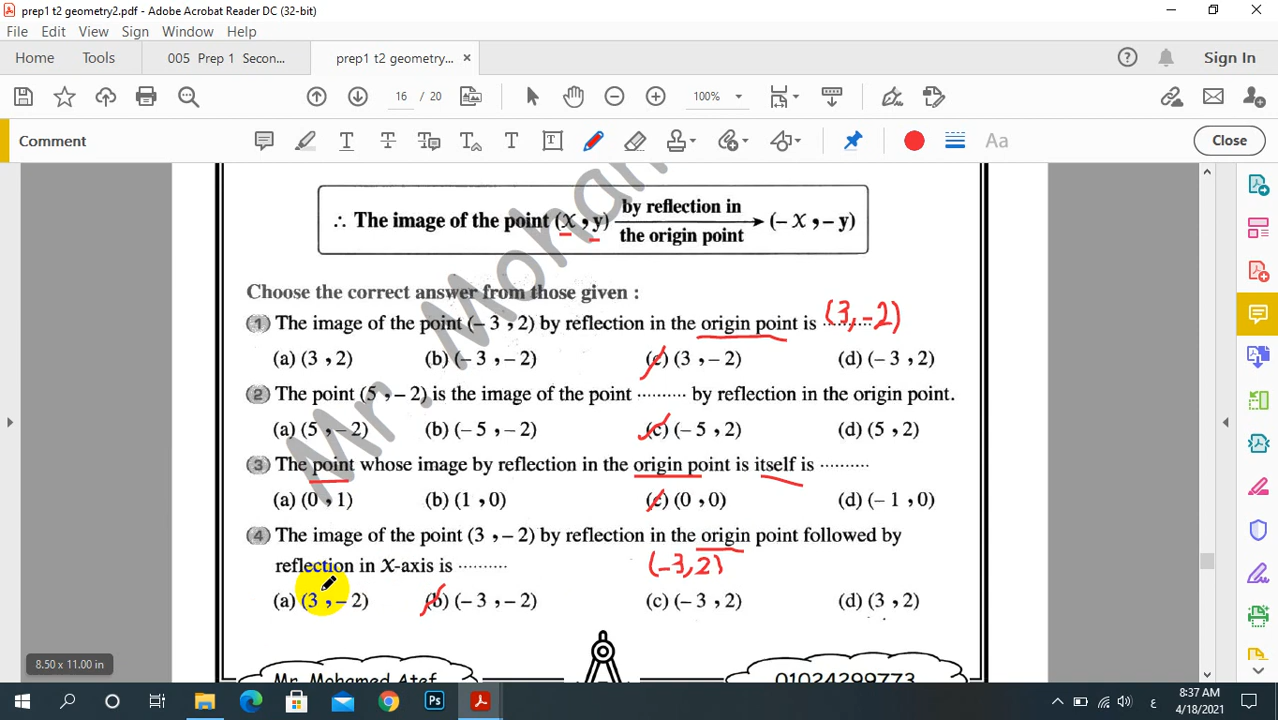 prep1 t2 geometry2.pdf - Adobe Acrobat Reader DC (32-bit)
File Edit View Sign Window Help
Home Tools 005 Prep 1 Secon... prep1 t2 geometry... × Sign In
16 / 20 100%
Comment Close
∴ The image of the point (X , y) by reflection in the origin point (– X , – y)
Choose the correct answer from those given :
1 The image of the point (– 3 , 2) by reflection in the origin point is .......... (3, -2)
(a) (3 , 2) (b) (– 3 , – 2) (c) (3 , – 2) (d) (– 3 , 2)
2 The point (5 , – 2) is the image of the point .......... by reflection in the origin point.
(a) (5 , – 2) (b) (– 5 , – 2) (c) (– 5 , 2) (d) (5 , 2)
3 The point whose image by reflection in the origin point is itself is ..........
(a) (0 , 1) (b) (1 , 0) (c) (0 , 0) (d) (– 1 , 0)
4 The image of the point (3 , – 2) by reflection in the origin point followed by
reflection in X-axis is .......... (-3, 2)
(a) (3 , – 2) (b) (– 3 , – 2) (c) (– 3 , 2) (d) (3 , 2)
Mr. Moham
Mr. Mohamed Atef 01024299773
8.50 x 11.00 in
Ps ع 8:37 AM
4/18/2021